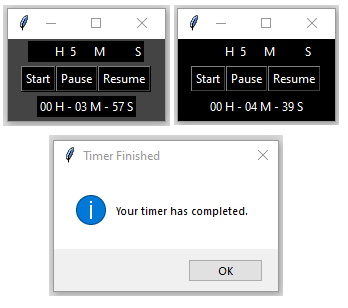 H 5 M S
Start Pause Resume
00 H - 03 M - 57 S
H 5 M S
Start Pause Resume
00 H - 04 M - 39 S
Timer Finished
Your timer has completed.
OK